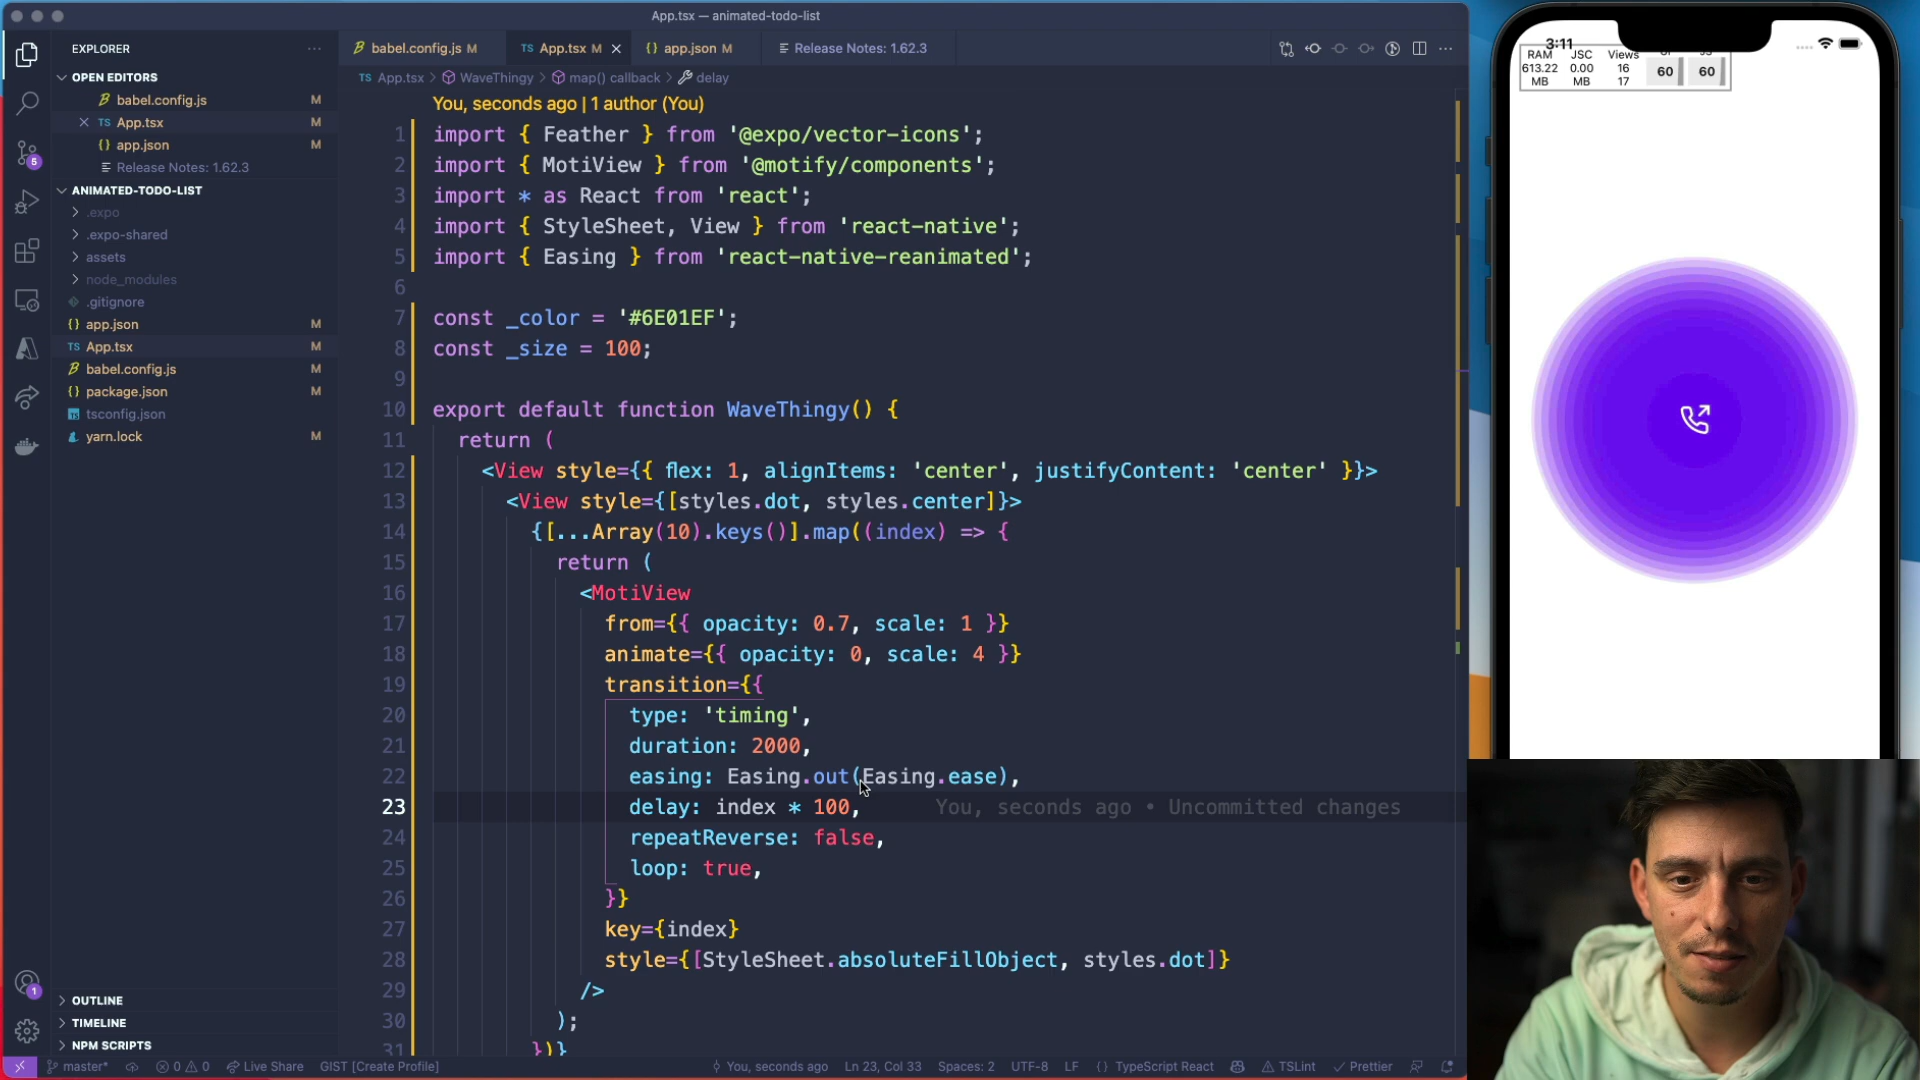 App.tsx — animated-todo-list
EXPLORER
OPEN EDITORS
babel.config.js M
App.tsx M
app.json M
Release Notes: 1.62.3
ANIMATED-TODO-LIST
.expo
.expo-shared
assets
node_modules
.gitignore
app.json M
App.tsx M
babel.config.js M
package.json M
tsconfig.json
yarn.lock M
OUTLINE
TIMELINE
NPM SCRIPTS
5
1
babel.config.js M
TS App.tsx M
app.json M
Release Notes: 1.62.3
TS App.tsx > WaveThingy > map() callback > delay
You, seconds ago | 1 author (You)
1 import { Feather } from '@expo/vector-icons';
2 import { MotiView } from '@motify/components';
3 import * as React from 'react';
4 import { StyleSheet, View } from 'react-native';
5 import { Easing } from 'react-native-reanimated';
6
7 const _color = '#6E01EF';
8 const _size = 100;
9
10 export default function WaveThingy() {
11 return (
12 <View style={{ flex: 1, alignItems: 'center', justifyContent: 'center' }}>
13 <View style={[styles.dot, styles.center]}>
14 {[...Array(10).keys()].map((index) => {
15 return (
16 <MotiView
17 from={{ opacity: 0.7, scale: 1 }}
18 animate={{ opacity: 0, scale: 4 }}
19 transition={{
20 type: 'timing',
21 duration: 2000,
22 easing: Easing.out(Easing.ease),
23 delay: index * 100, You, seconds ago • Uncommitted changes
24 repeatReverse: false,
25 loop: true,
26 }}
27 key={index}
28 style={[StyleSheet.absoluteFillObject, styles.dot]}
29 />
30 );
31 })}
master* 0 0 Live Share GIST [Create Profile] You, seconds ago Ln 23, Col 33 Spaces: 2 UTF-8 LF TypeScript React TSLint Prettier
3:11
RAM JSC Views
613.22 0.00 16
MB MB 17
60 60